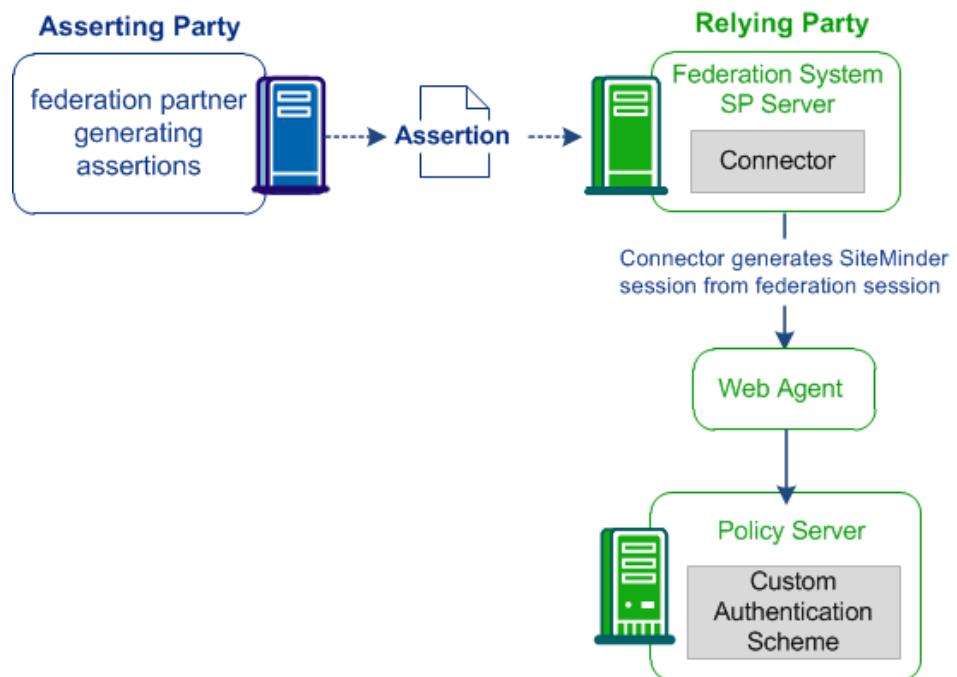 Asserting Party
federation partner
generating
assertions
Assertion
Relying Party
Federation System
SP Server
Connector
Connector generates SiteMinder
session from federation session
Web Agent
Policy Server
Custom
Authentication
Scheme